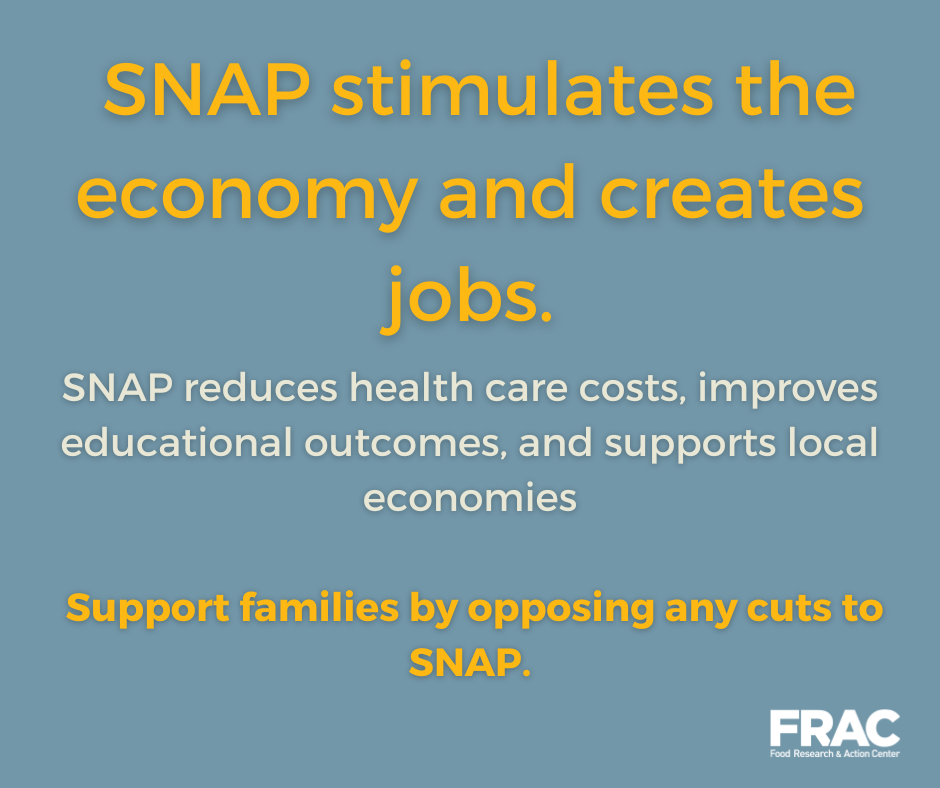 SNAP stimulates the
economy and creates
jobs.
SNAP reduces health care costs, improves
educational outcomes, and supports local
economies
Support families by opposing any cuts to
SNAP.
FRAC
Food Research & Action Center